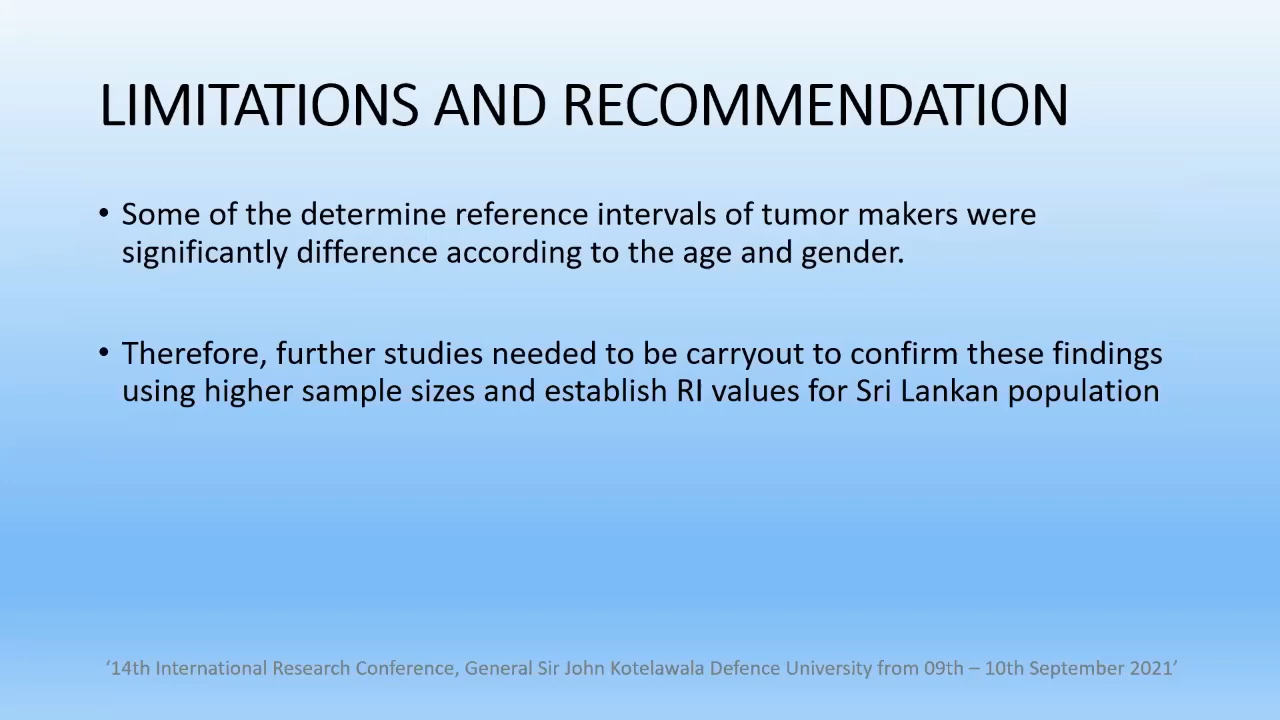 LIMITATIONS AND RECOMMENDATION
• Some of the determine reference intervals of tumor makers were
significantly difference according to the age and gender.
• Therefore, further studies needed to be carryout to confirm these findings
using higher sample sizes and establish RI values for Sri Lankan population
‘14th International Research Conference, General Sir John Kotelawala Defence University from 09th – 10th September 2021’